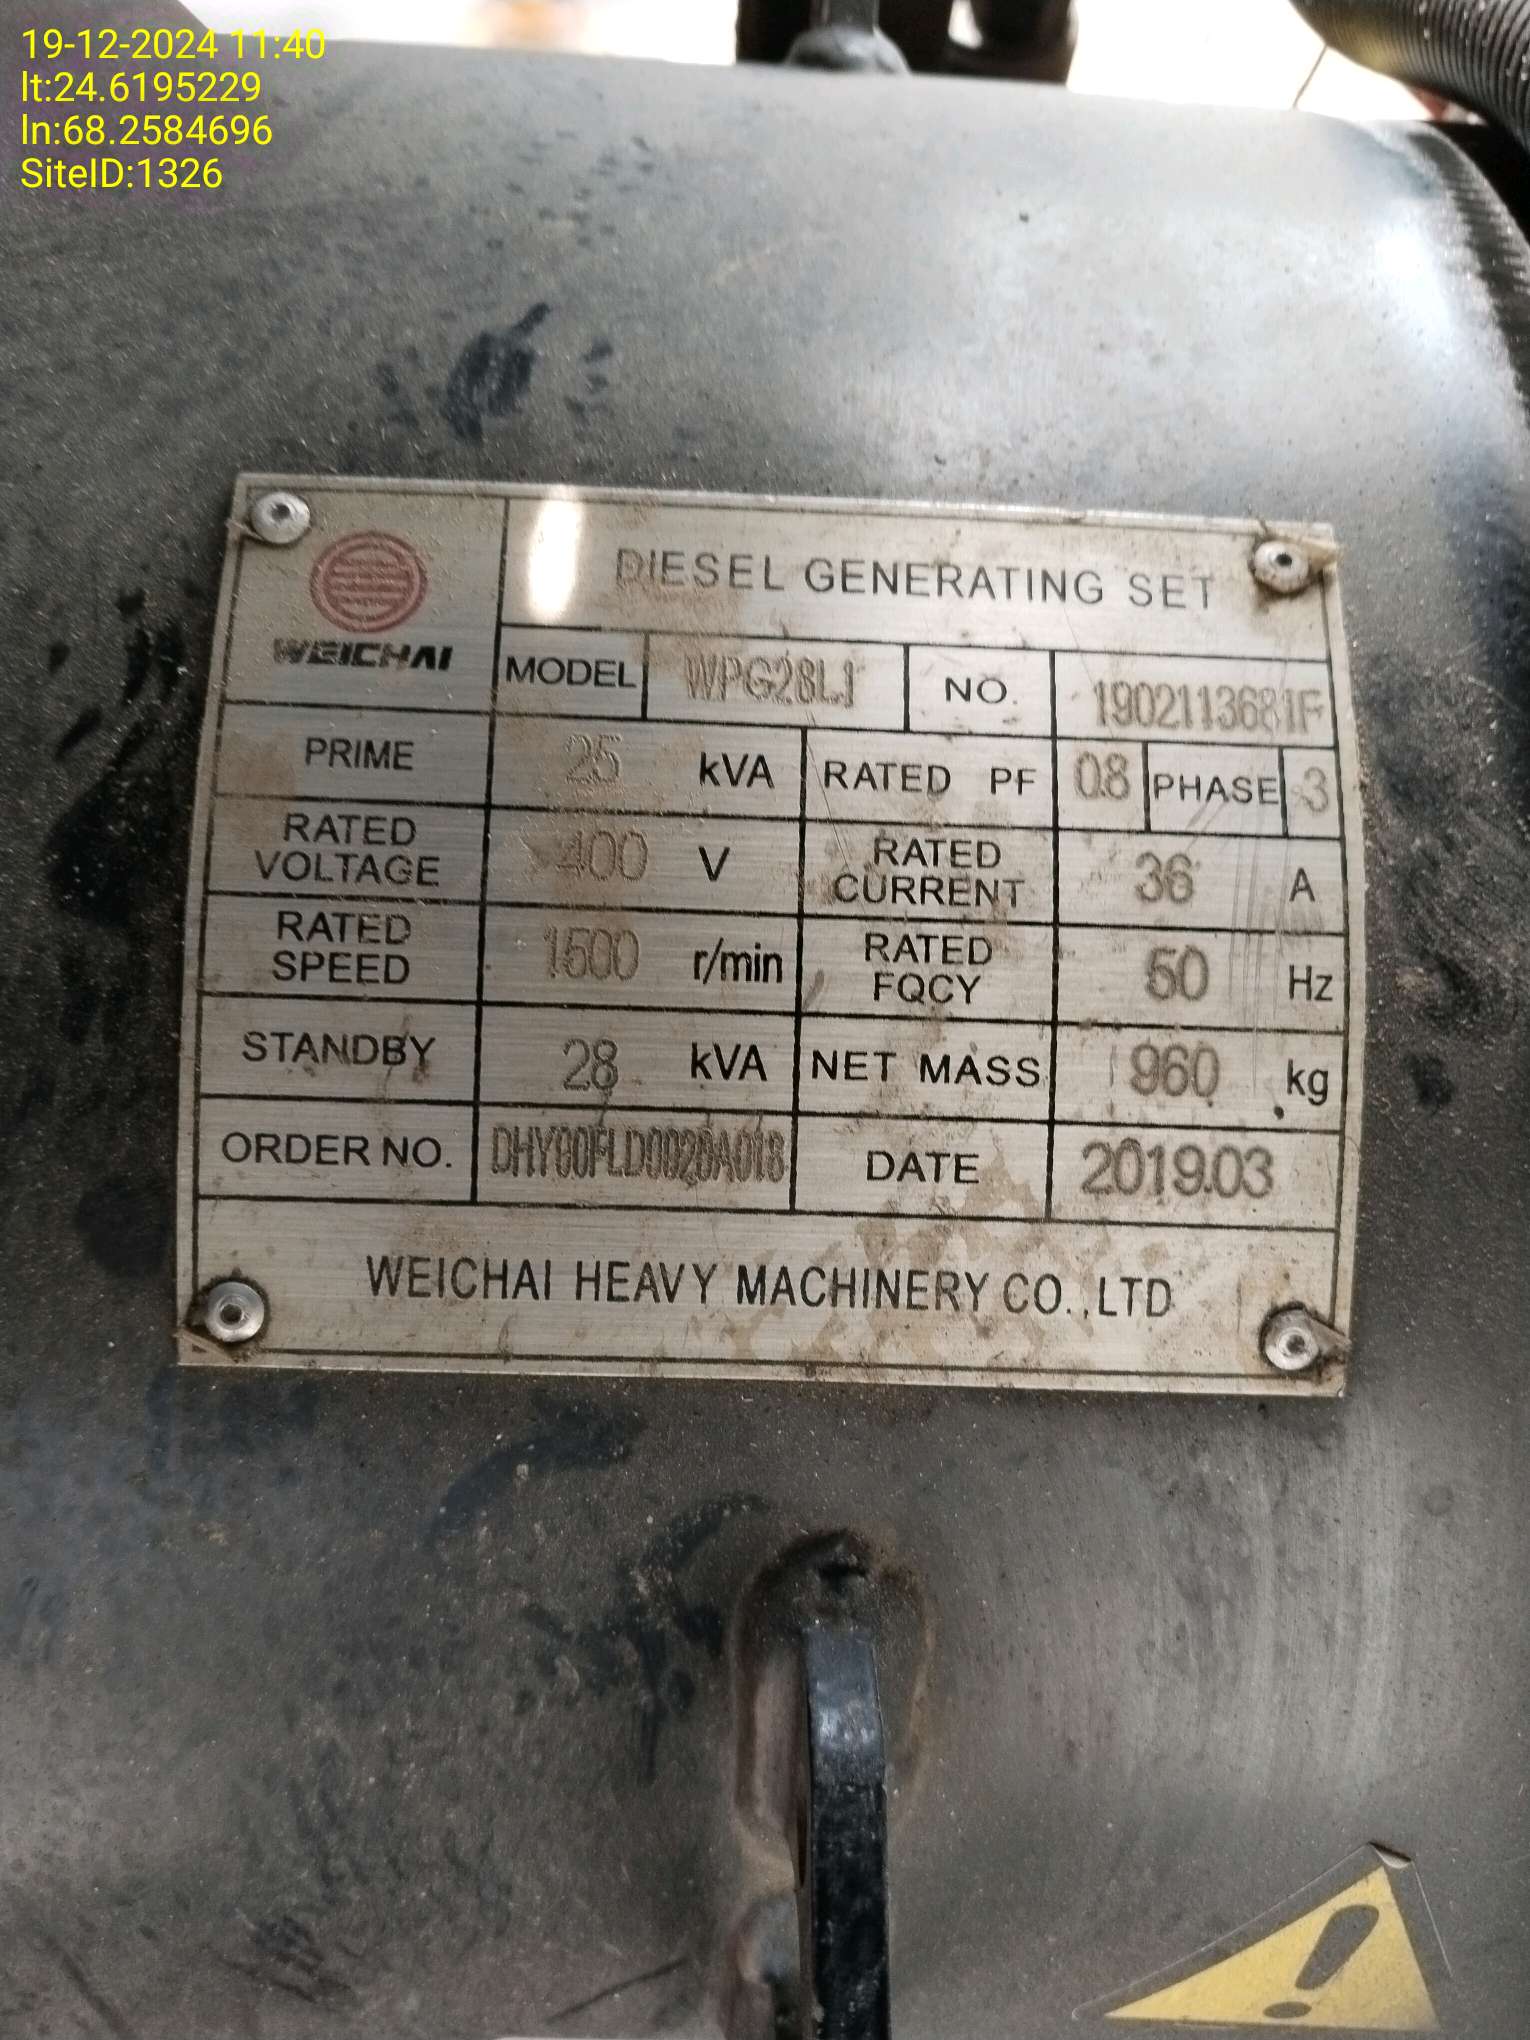 19-12-2024 11:40
lt:24.6195229
ln:68.2584696
SiteID:1326
WEICHAI
DIESEL GENERATING SET
MODEL WPG28L1 NO. 1902113681F
PRIME 25 kVA RATED PF 0.8 PHASE 3
RATED VOLTAGE 400 V RATED CURRENT 36 A
RATED SPEED 1500 r/min RATED FQCY 50 Hz
STANDBY 28 kVA NET MASS 960 kg
ORDER NO. DATE 2019.03
WEICHAI HEAVY MACHINERY CO.,LTD